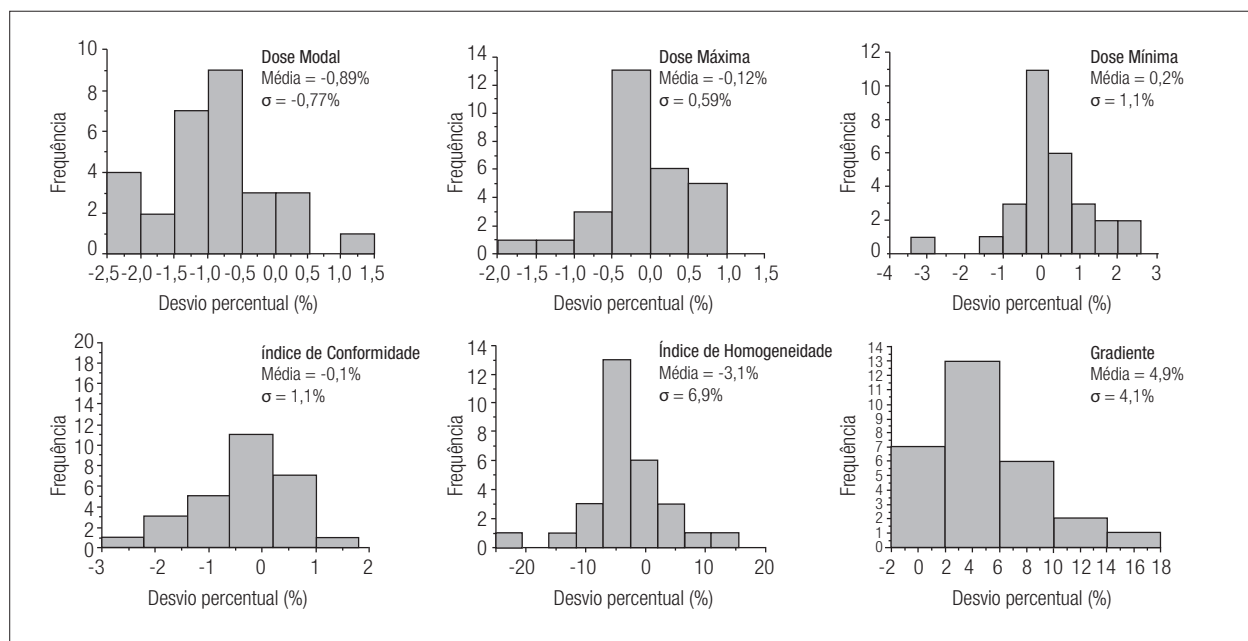 Dose Modal
Média = -0,89%
σ = -0,77%
Frequência
10
8
6
4
2
0
-2,5 -2,0 -1,5 -1,0 -0,5 0,0 0,5 1,0 1,5
Desvio percentual (%)
Dose Máxima
Média = -0,12%
σ = 0,59%
Frequência
14
12
10
8
6
4
2
0
-2,0 -1,5 -1,0 -0,5 0,0 0,5 1,0 1,5
Desvio percentual (%)
Dose Mínima
Média = 0,2%
σ = 1,1%
Frequência
12
10
8
6
4
2
0
-4 -3 -2 -1 0 1 2 3
Desvio percentual (%)
índice de Conformidade
Média = -0,1%
σ = 1,1%
Frequência
20
18
16
14
12
10
8
6
4
2
0
-3 -2 -1 0 1 2
Desvio percentual (%)
Índice de Homogeneidade
Média = -3,1%
σ = 6,9%
Frequência
14
12
10
8
6
4
2
0
-20 -10 0 10 20
Desvio percentual (%)
Gradiente
Média = 4,9%
σ = 4,1%
Frequência
14
13
12
11
10
9
8
7
6
5
4
3
2
1
0
-2 0 2 4 6 8 10 12 14 16 18
Desvio percentual (%)